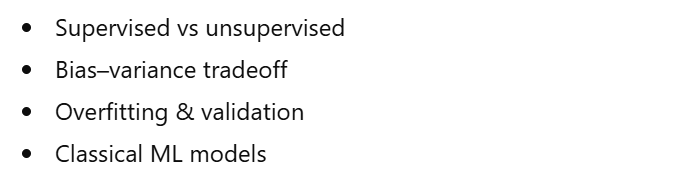 • Supervised vs unsupervised
• Bias–variance tradeoff
• Overfitting & validation
• Classical ML models